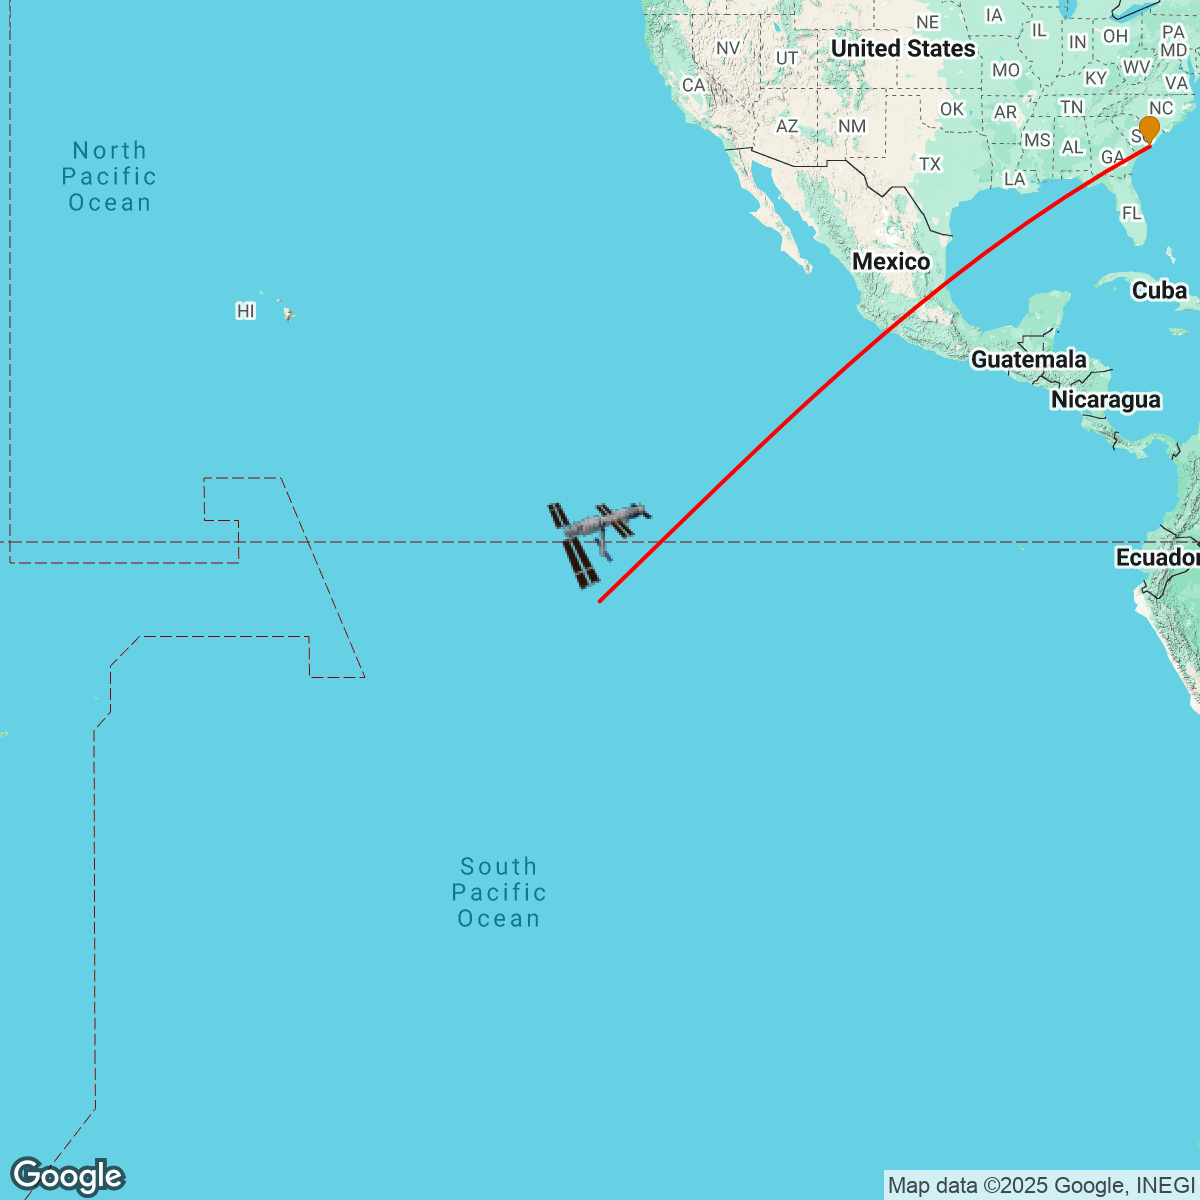 IA
NE
United States
NV
UT
IL
IN
OH
PA
MD
MO
WV
CA
KY
VA
OK
AR
TN
NC
AZ
NM
MS
AL
GA
TX
LA
FL
North
Pacific
Ocean
Mexico
Cuba
HI
Guatemala
Nicaragua
Ecuador
South
Pacific
Ocean
Google
Map data ©2025 Google, INEGI